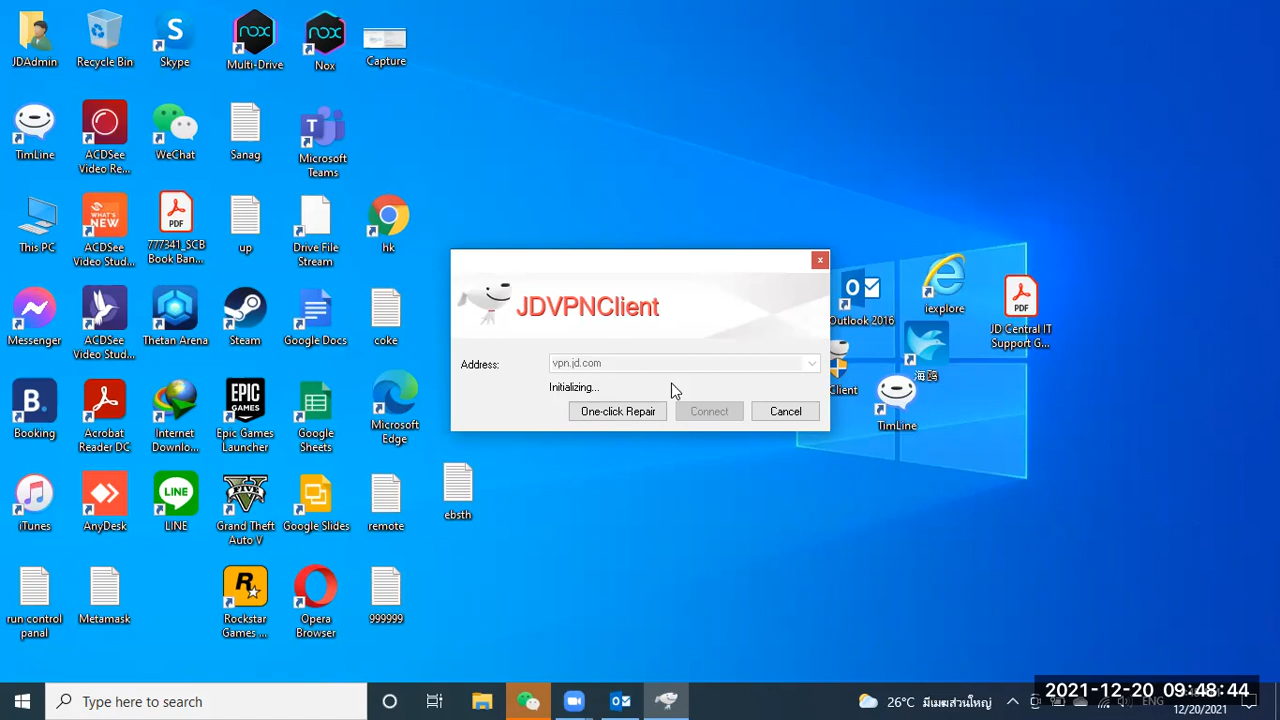 JDAdmin
Recycle Bin
Skype
Multi-Drive
Nox
Capture
TimLine
ACDSee
Video Re...
WeChat
Sanag
Microsoft
Teams
This PC
ACDSee
Video Stud...
777341_SCB
Book Ban...
up
Drive File
Stream
hk
Messenger
ACDSee
Video Stud...
Thetan Arena
Steam
Google Docs
coke
Booking
Acrobat
Reader DC
Internet
Downlo...
Epic Games
Launcher
Google
Sheets
Microsoft
Edge
iTunes
AnyDesk
LINE
Grand Theft
Auto V
Google Slides
remote
ebsth
run control
panal
Metamask
Rockstar
Games ...
Opera
Browser
999999
JDVPNClient
Address:
vpn.jd.com
Initializing...
One-click Repair
Connect
Cancel
Outlook 2016
iexplore
JD Central IT
Support G...
Client
TimLine
Type here to search
26°C
ENG
2021-12-20 09:48:44
12/20/2021